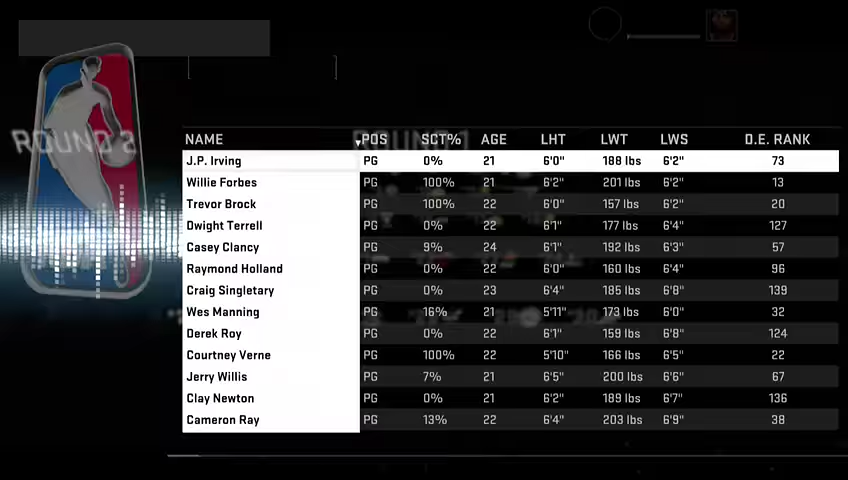 ROUND 2
ROUND 1
NAME POS SCT% AGE LHT LWT LWS D.E. RANK
J.P. Irving PG 0% 21 6'0" 188 lbs 6'2" 73
Willie Forbes PG 100% 21 6'2" 201 lbs 6'2" 13
Trevor Brock PG 100% 22 6'0" 157 lbs 6'2" 20
Dwight Terrell PG 0% 22 6'1" 177 lbs 6'4" 127
Casey Clancy PG 9% 24 6'1" 192 lbs 6'3" 57
Raymond Holland PG 0% 22 6'0" 160 lbs 6'4" 96
Craig Singletary PG 0% 23 6'4" 185 lbs 6'8" 139
Wes Manning PG 16% 21 5'11" 173 lbs 6'0" 32
Derek Roy PG 0% 22 6'1" 159 lbs 6'8" 124
Courtney Verne PG 100% 22 5'10" 166 lbs 6'5" 22
Jerry Willis PG 7% 21 6'5" 200 lbs 6'6" 67
Clay Newton PG 0% 21 6'2" 189 lbs 6'7" 136
Cameron Ray PG 13% 22 6'4" 203 lbs 6'9" 38